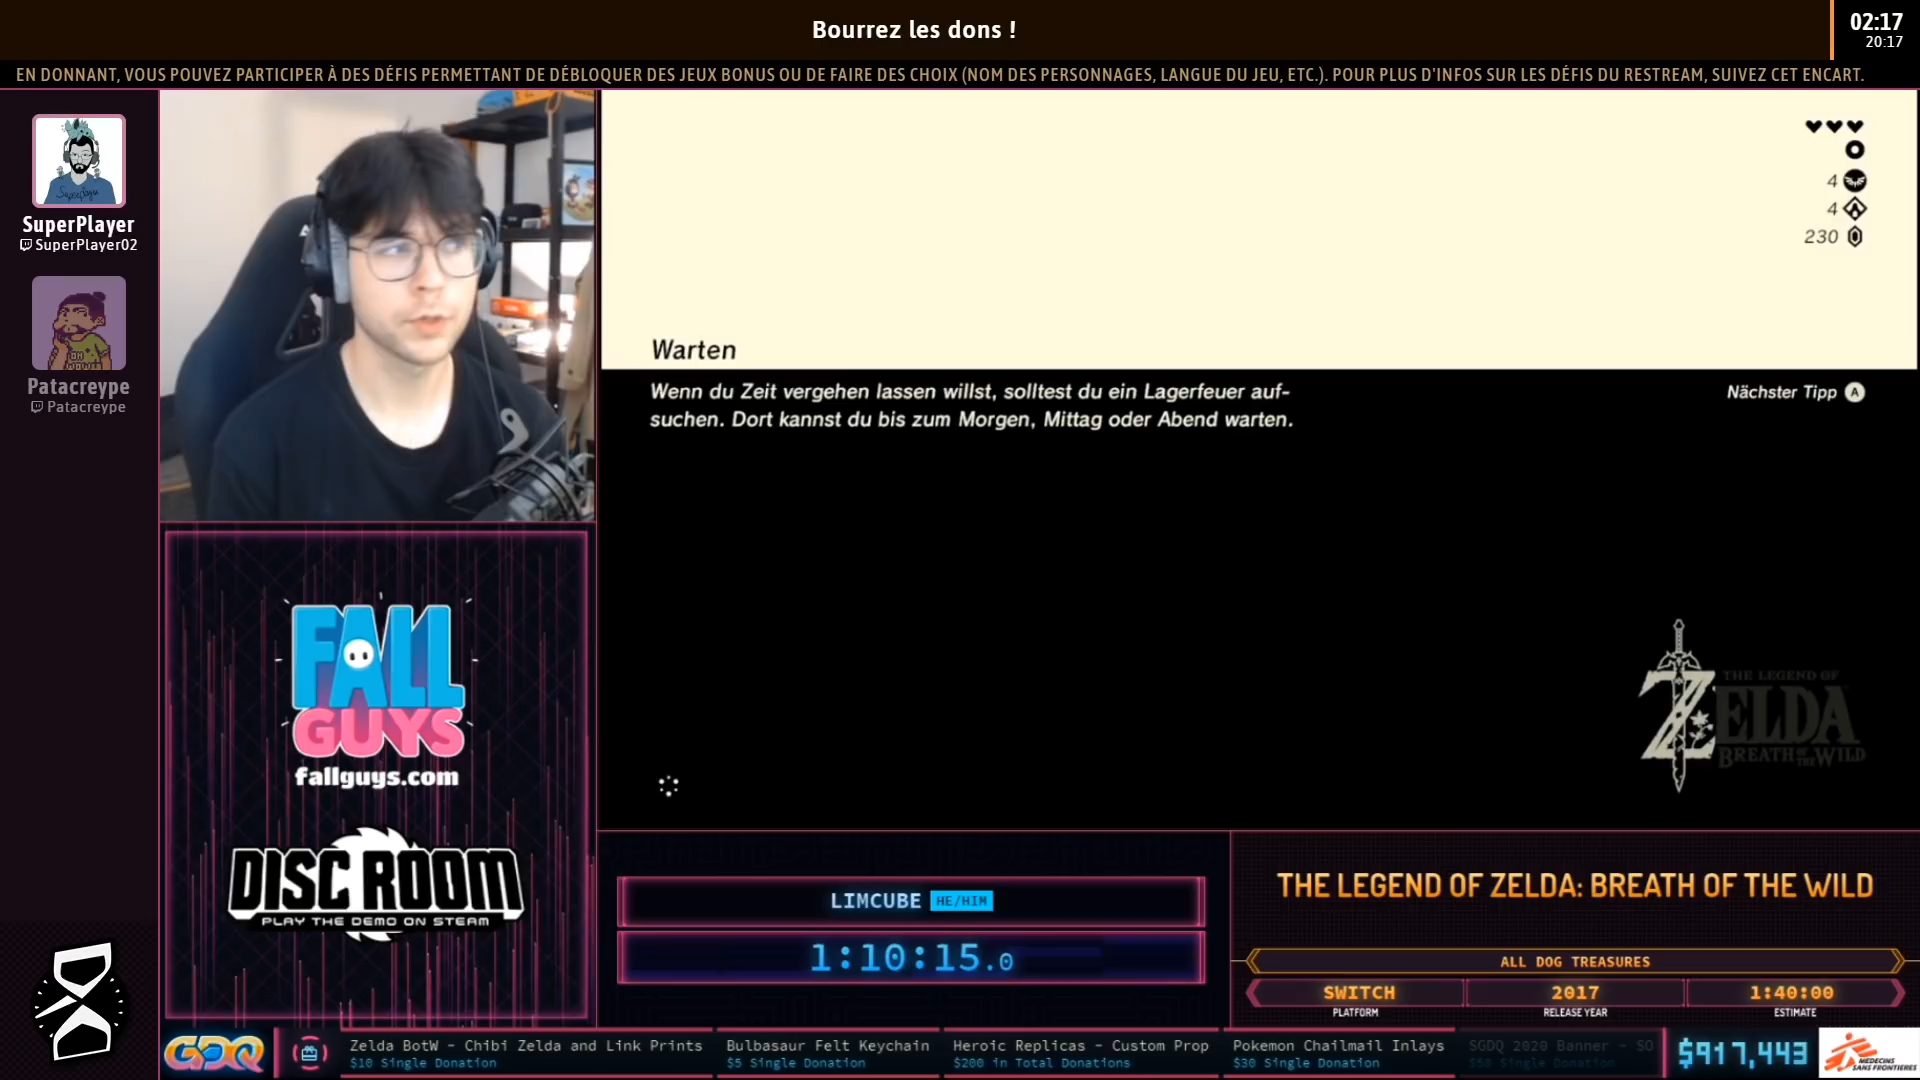 Bourrez les dons !
02:17
20:17
EN DONNANT, VOUS POUVEZ PARTICIPER À DES DÉFIS PERMETTANT DE DÉBLOQUER DES JEUX BONUS OU DE FAIRE DES CHOIX (NOM DES PERSONNAGES, LANGUE DU JEU, ETC.). POUR PLUS D'INFOS SUR LES DÉFIS DU RESTREAM, SUIVEZ CET ENCART.
SuperPlayer
SuperPlayer02
Patacreype
Patacreype
4
4
230
Warten
Wenn du Zeit vergehen lassen willst, solltest du ein Lagerfeuer auf-
suchen. Dort kannst du bis zum Morgen, Mittag oder Abend warten.
Nächster Tipp A
THE LEGEND OF
ZELDA
BREATH OF THE WILD
FALL
GUYS
fallguys.com
DISC ROOM
PLAY THE DEMO ON STEAM
LIMCUBE HE/HIM
1:10:15.0
THE LEGEND OF ZELDA: BREATH OF THE WILD
ALL DOG TREASURES
SWITCH
PLATFORM
2017
RELEASE YEAR
1:40:00
ESTIMATE
GDQ
Zelda BotW - Chibi Zelda and Link Prints
$10 Single Donation
Bulbasaur Felt Keychain
$5 Single Donation
Heroic Replicas - Custom Prop
$200 in Total Donations
Pokemon Chailmail Inlays
$30 Single Donation
SGDQ 2020 Banner - SO
$50 Single Donation
$917,443
MEDECINS
SANS FRONTIERES